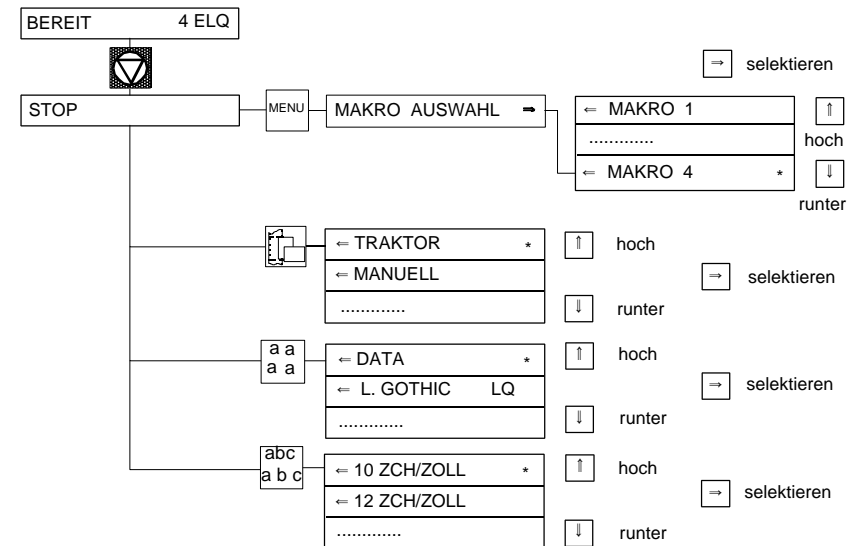 BEREIT 4 ELQ
⇒ selektieren
STOP
MENU
MAKRO AUSWAHL ⇒
⇐ MAKRO 1
⇑
hoch
.............
⇐ MAKRO 4 *
⇓
runter
⇐ TRAKTOR *
⇑ hoch
⇐ MANUELL
⇒ selektieren
.............
⇓ runter
a a
a a
⇐ DATA *
⇑ hoch
⇐ L. GOTHIC LQ
⇒ selektieren
.............
⇓ runter
abc
a b c
⇐ 10 ZCH/ZOLL *
⇑ hoch
⇐ 12 ZCH/ZOLL
⇒ selektieren
.............
⇓ runter